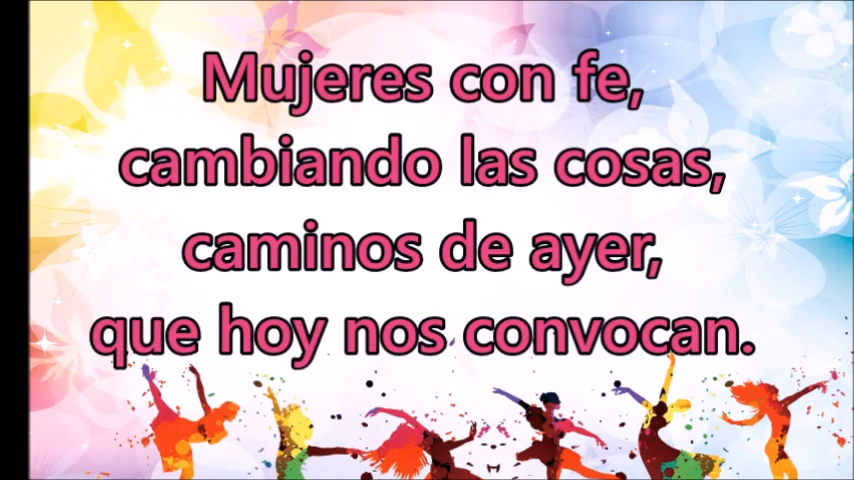 Mujeres con fe,
cambiando las cosas,
caminos de ayer,
que hoy nos convocan.